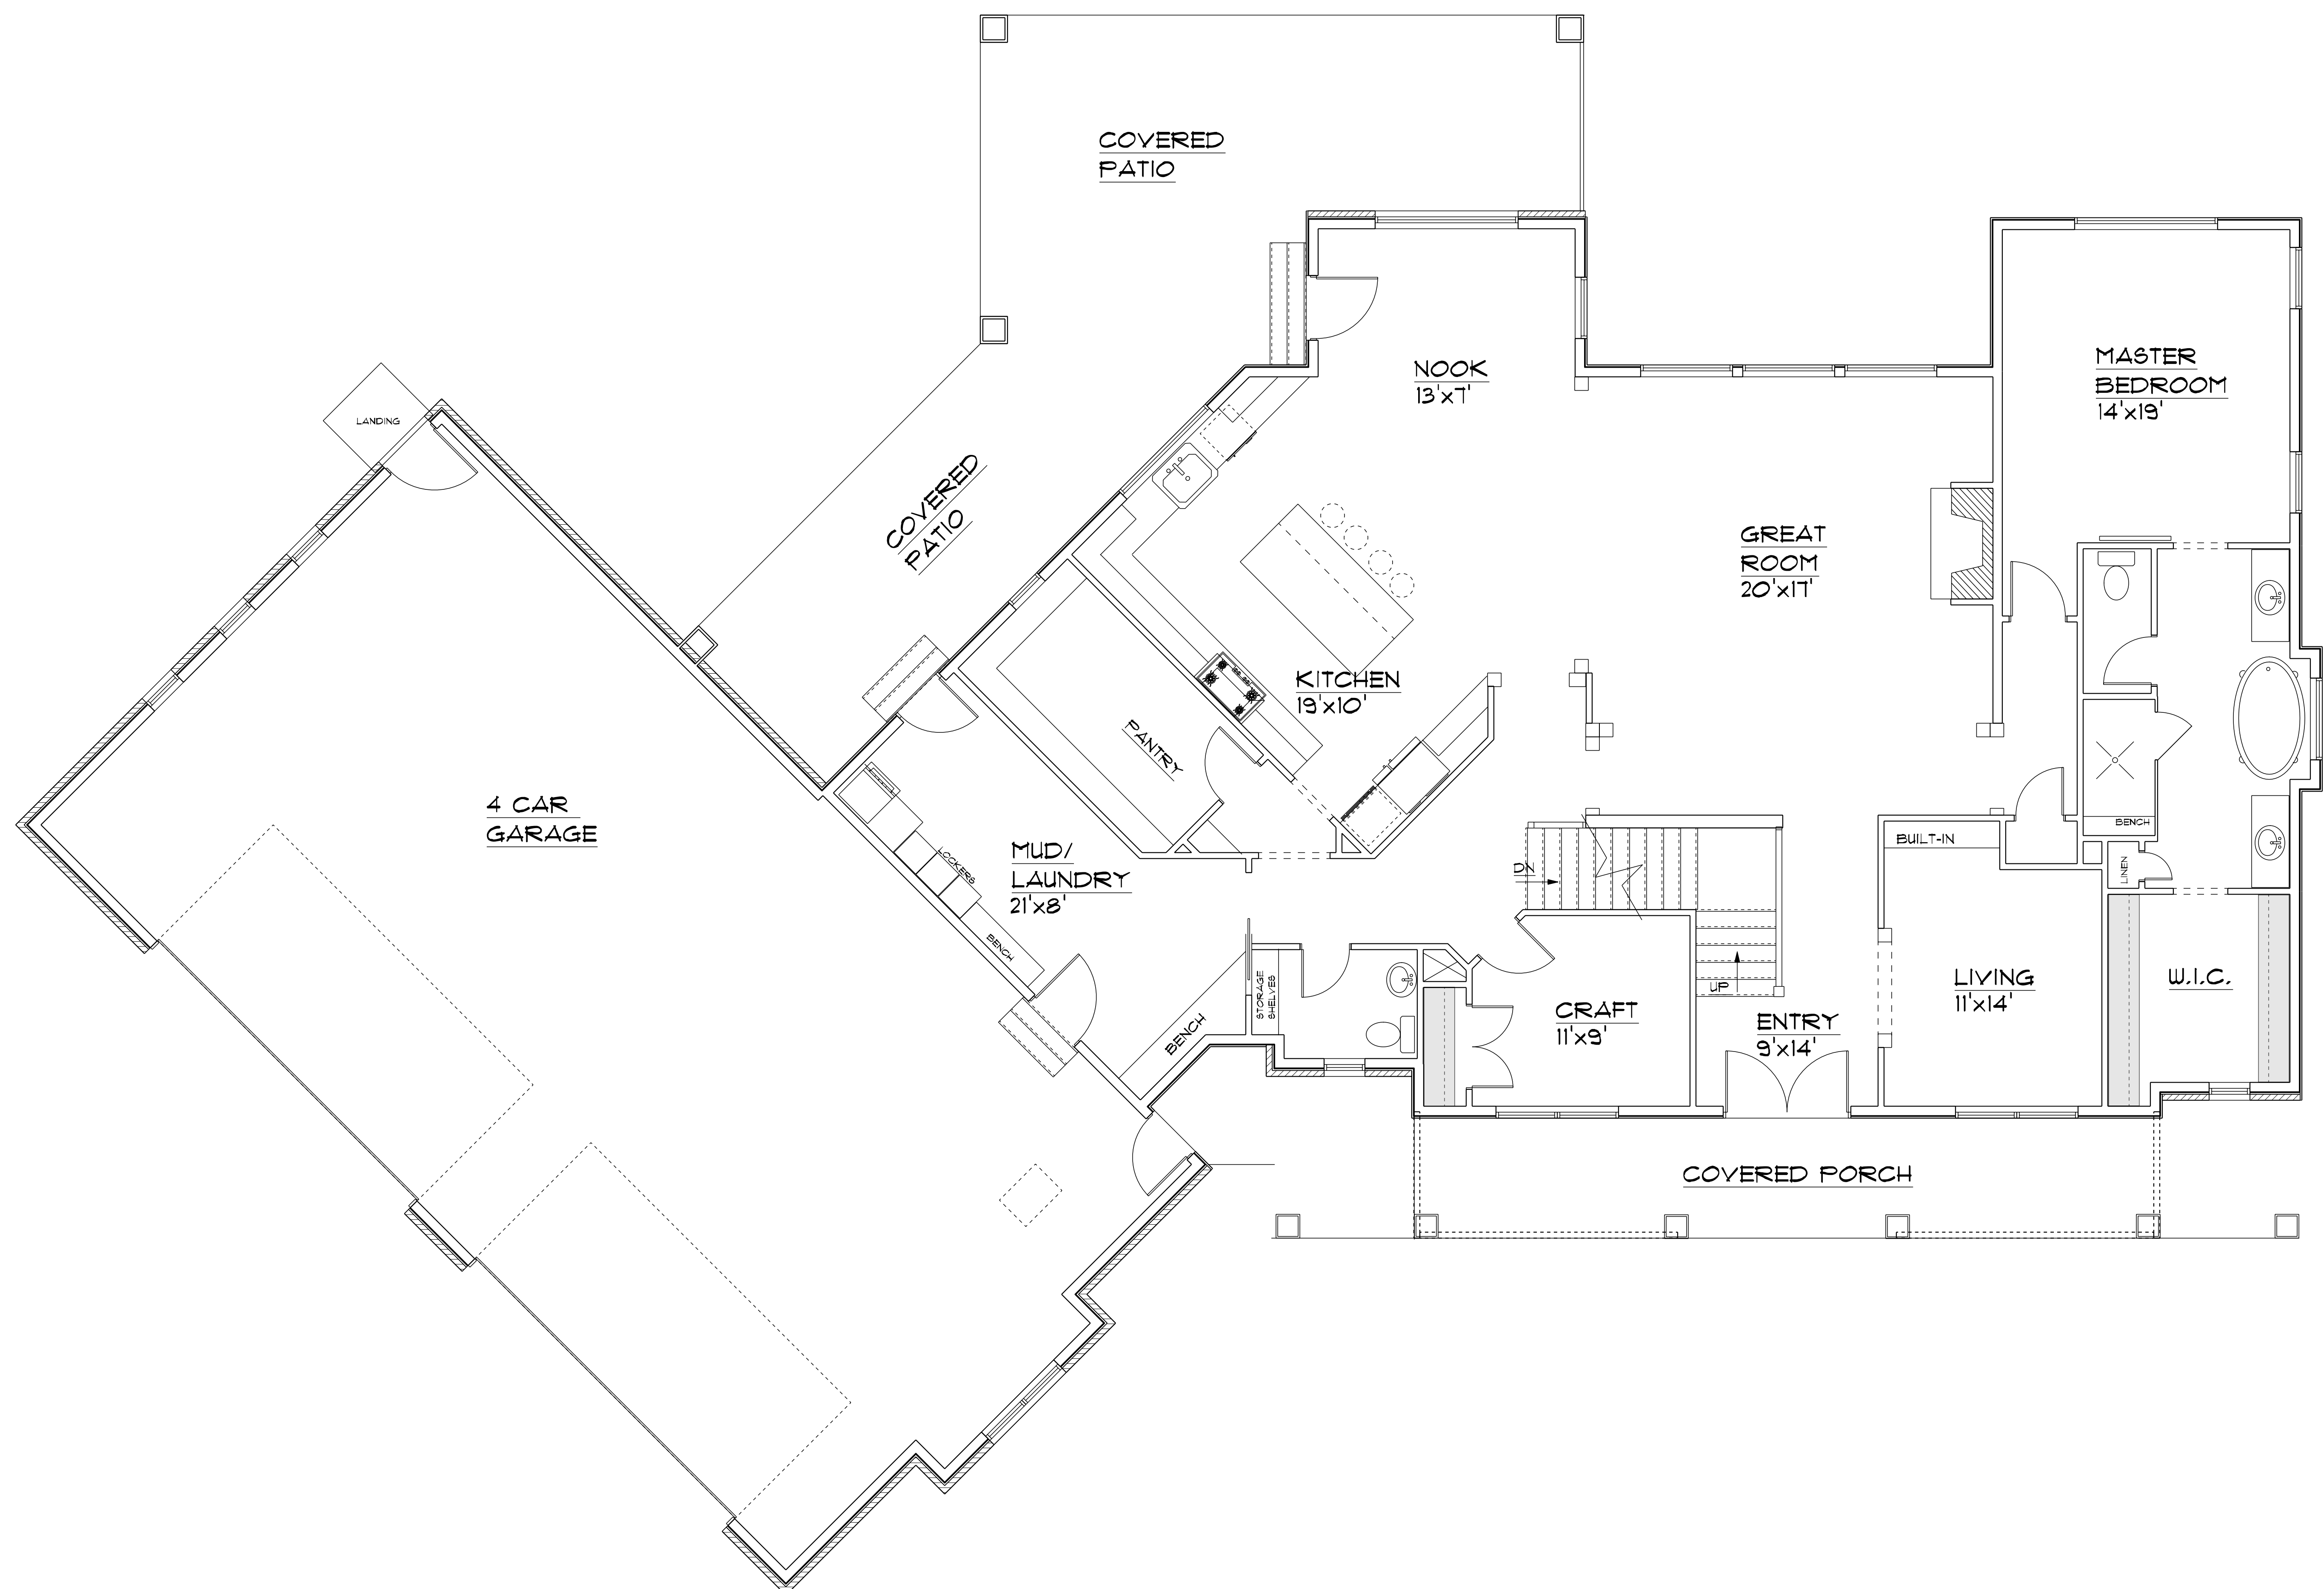 COVERED
PATIO
NOOK
13'x7'
MASTER
BEDROOM
14'x19'
LANDING
COVERED
PATIO
GREAT
ROOM
20'x17'
KITCHEN
19'x10'
PANTRY
4 CAR
GARAGE
MUD/
LAUNDRY
21'x8'
LOCKERS
BENCH
BENCH
STORAGE
SHELVES
DN
UP
CRAFT
11'x9'
ENTRY
9'x14'
BUILT-IN
LIVING
11'x14'
BENCH
LINEN
W.I.C.
COVERED PORCH